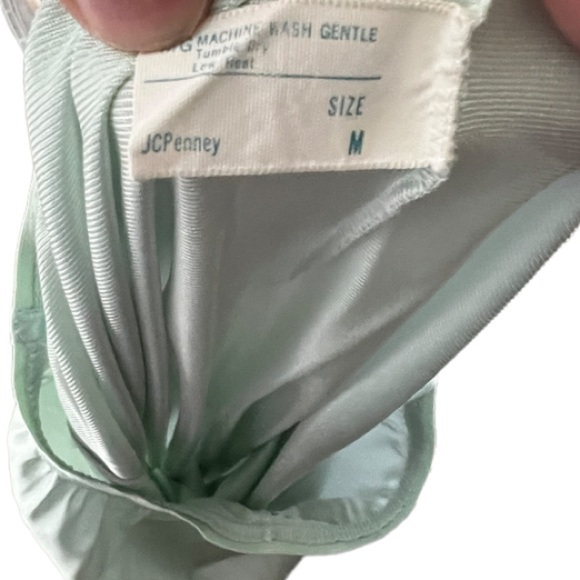 MACHINE WASH GENTLE
Tumble Dry
Low Heat
SIZE
JCPenney M